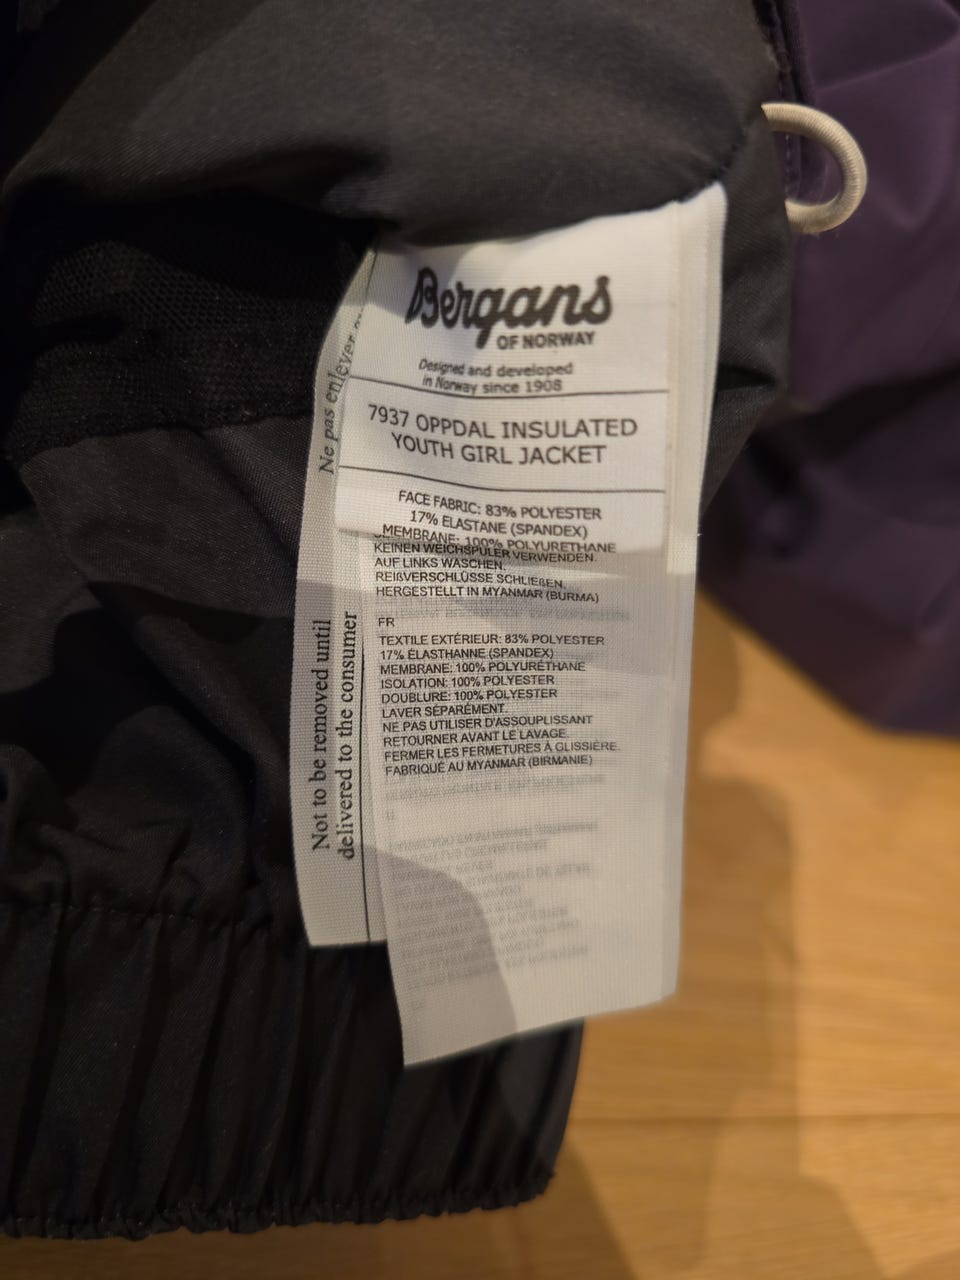 Bergans
OF NORWAY
Designed and developed
in Norway since 1908
7937 OPPDAL INSULATED
YOUTH GIRL JACKET
FACE FABRIC: 83% POLYESTER
17% ELASTANE (SPANDEX)
MEMBRANE: 100% POLYURETHANE
KEINEN WEICHSPÜLER VERWENDEN.
AUF LINKS WASCHEN.
REIßVERSCHLÜSSE SCHLIEßEN.
HERGESTELLT IN MYANMAR (BURMA)
FR
TEXTILE EXTÉRIEUR: 83% POLYESTER
17% ÉLASTHANNE (SPANDEX)
MEMBRANE: 100% POLYURÉTHANE
ISOLATION: 100% POLYESTER
DOUBLURE: 100% POLYESTER
LAVER SÉPARÉMENT.
NE PAS UTILISER D'ASSOUPLISSANT
RETOURNER AVANT LE LAVAGE.
FERMER LES FERMETURES À GLISSIÈRE.
FABRIQUÉ AU MYANMAR (BIRMANIE)
Ne pas enlever
Not to be removed until
delivered to the consumer